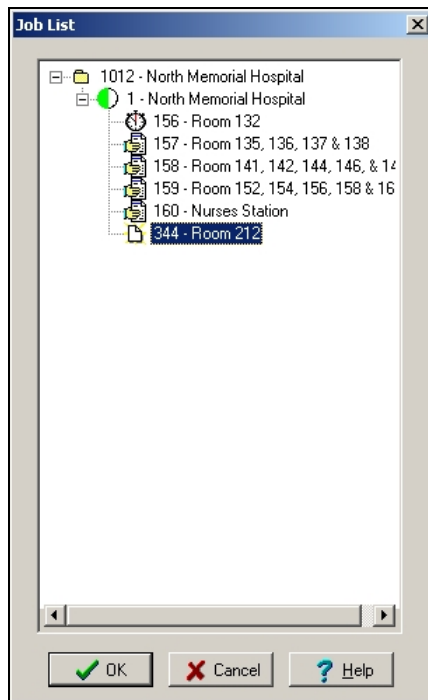 Job List
1012 - North Memorial Hospital
1 - North Memorial Hospital
156 - Room 132
157 - Room 135, 136, 137 & 138
158 - Room 141, 142, 144, 146, & 14
159 - Room 152, 154, 156, 158 & 16
160 - Nurses Station
344 - Room 212
OK Cancel Help